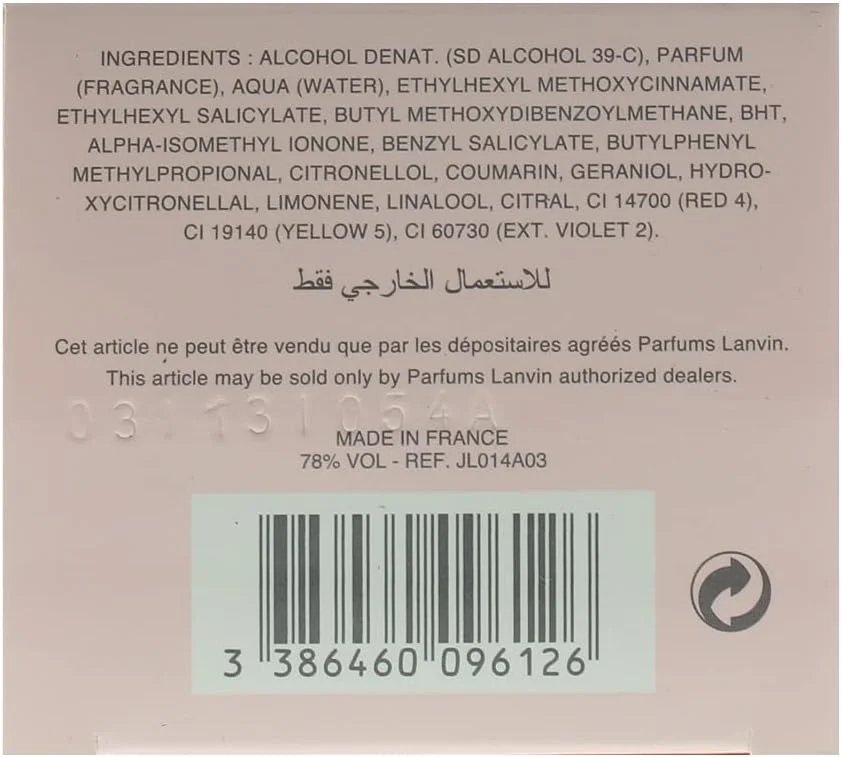 INGREDIENTS : ALCOHOL DENAT. (SD ALCOHOL 39-C), PARFUM
(FRAGRANCE), AQUA (WATER), ETHYLHEXYL METHOXYCINNAMATE,
ETHYLHEXYL SALICYLATE, BUTYL METHOXYDIBENZOYLMETHANE, BHT,
ALPHA-ISOMETHYL IONONE, BENZYL SALICYLATE, BUTYLPHENYL
METHYLPROPIONAL, CITRONELLOL, COUMARIN, GERANIOL, HYDRO-
XYCITRONELLAL, LIMONENE, LINALOOL, CITRAL, CI 14700 (RED 4),
CI 19140 (YELLOW 5), CI 60730 (EXT. VIOLET 2).
للاستعمال الخارجي فقط
Cet article ne peut être vendu que par les dépositaires agréés Parfums Lanvin.
This article may be sold only by Parfums Lanvin authorized dealers.
MADE IN FRANCE
78% VOL - REF. JL014A03
3 386460 096126